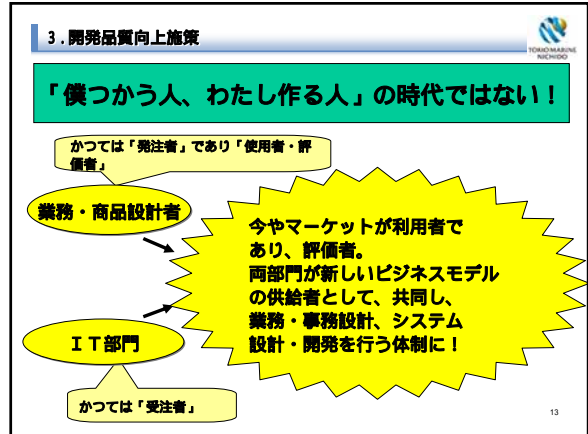 3.開発品質向上施策
TOKIO MARINE
NICHIDO
「僕つかう人、わたし作る人」の時代ではない！
かつては「発注者」であり「使用者・評
価者」
業務・商品設計者
今やマーケットが利用者で
あり、評価者。
両部門が新しいビジネスモデル
の供給者として、共同し、
業務・事務設計、システム
設計・開発を行う体制に！
ＩＴ部門
かつては「受注者」
13